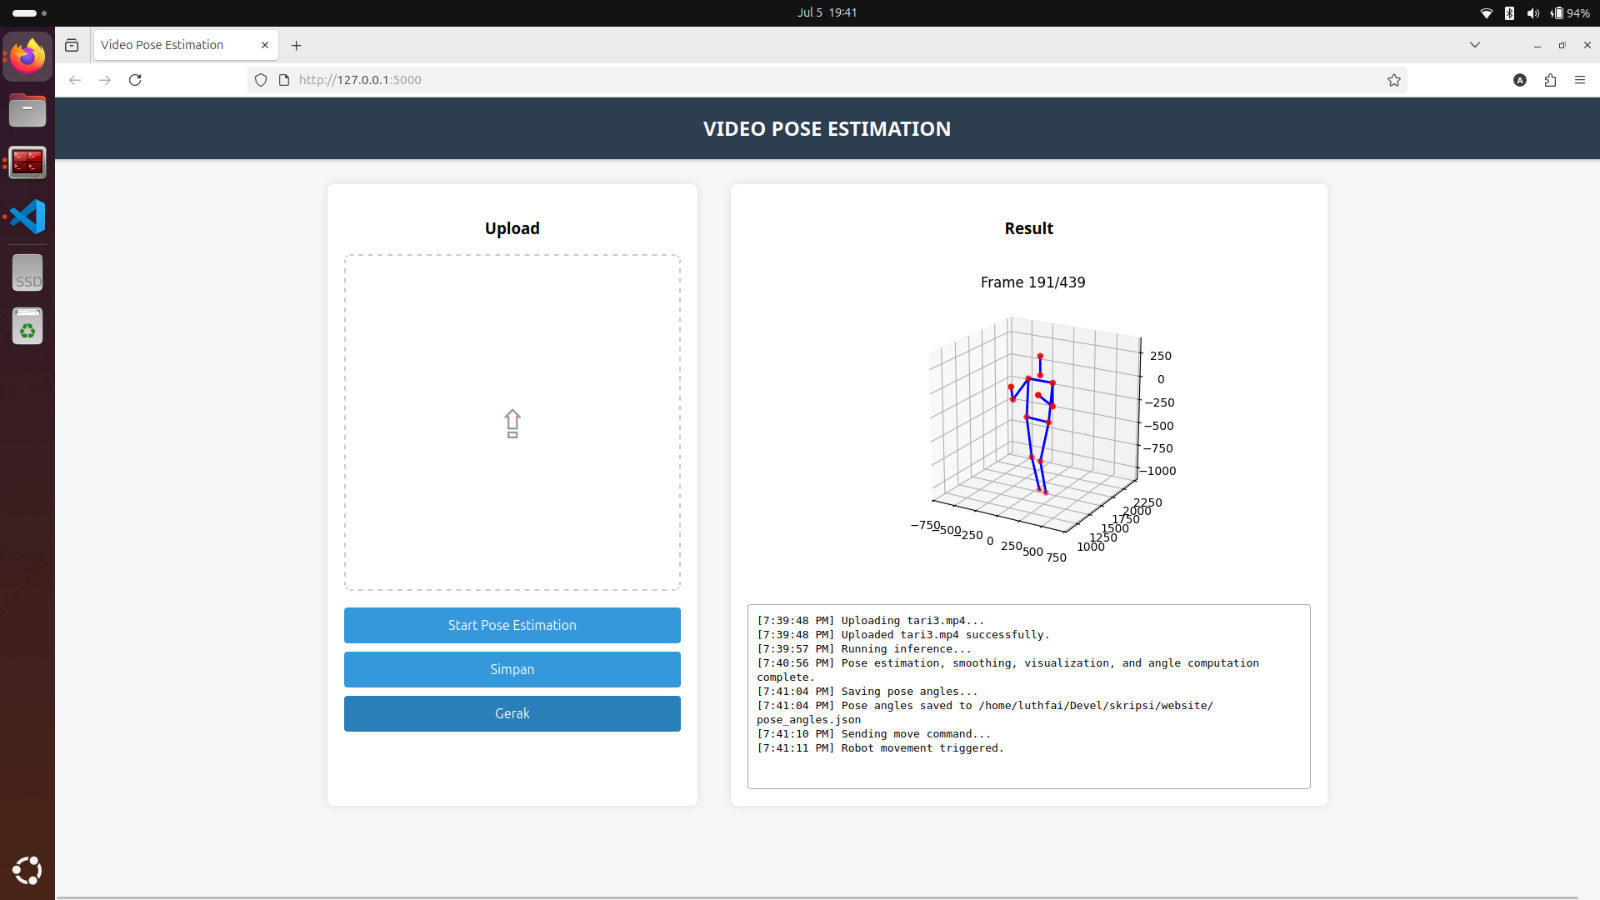 Jul 5 19:41
94%
Video Pose Estimation
http://127.0.0.1:5000
A
SSD
VIDEO POSE ESTIMATION
Upload
Start Pose Estimation
Simpan
Gerak
Result
Frame 191/439
250
0
−250
−500
−750
−1000
2250
2000
1750
1500
1250
1000
−750
−500
−250
0
250
500
750
[7:39:48 PM] Uploading tari3.mp4...
[7:39:48 PM] Uploaded tari3.mp4 successfully.
[7:39:57 PM] Running inference...
[7:40:56 PM] Pose estimation, smoothing, visualization, and angle computation
complete.
[7:41:04 PM] Saving pose angles...
[7:41:04 PM] Pose angles saved to /home/luthfai/Devel/skripsi/website/
pose_angles.json
[7:41:10 PM] Sending move command...
[7:41:11 PM] Robot movement triggered.